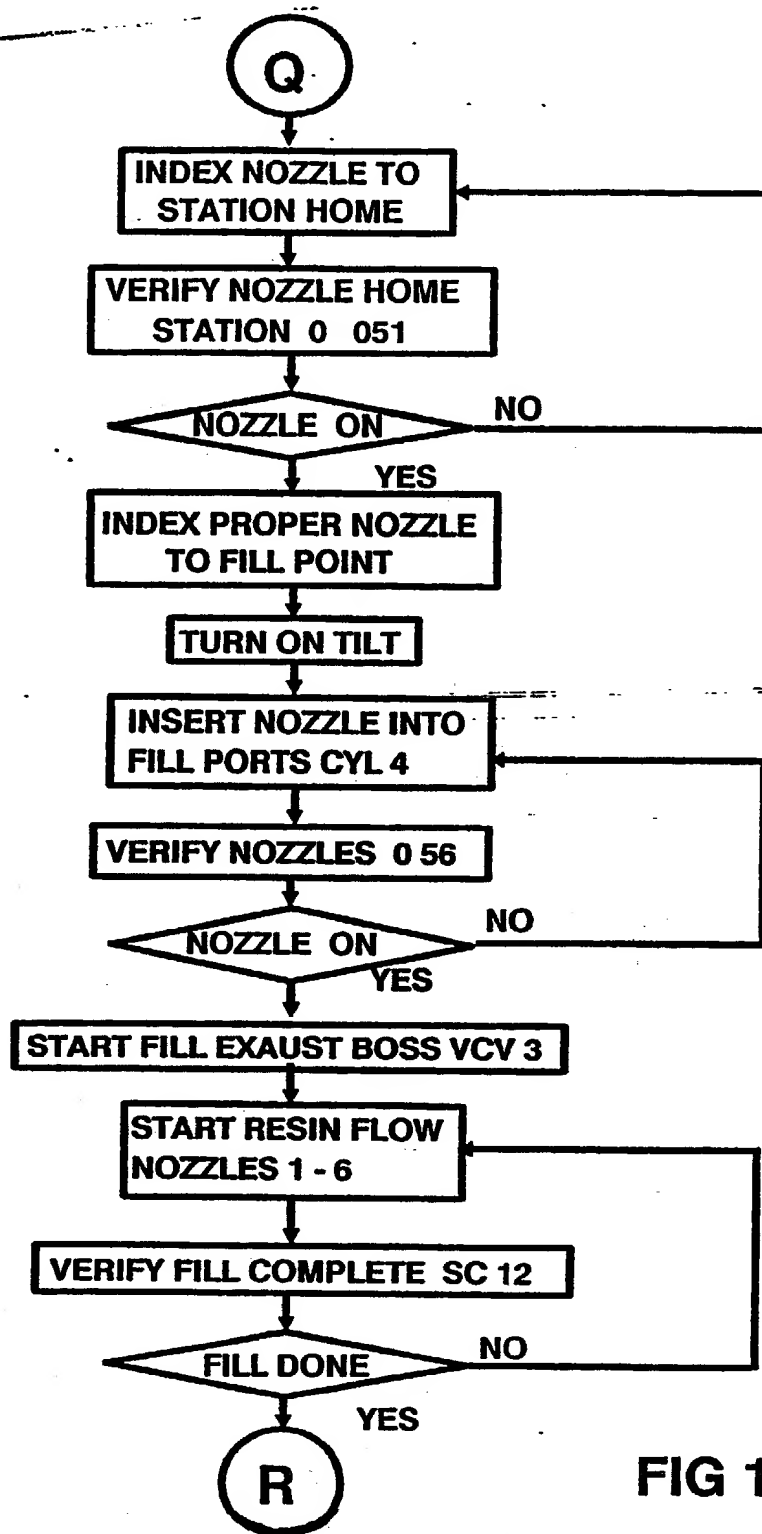 Q
INDEX NOZZLE TO
STATION HOME
VERIFY NOZZLE HOME
STATION 0 051
NOZZLE ON
NO
YES
INDEX PROPER NOZZLE
TO FILL POINT
TURN ON TILT
INSERT NOZZLE INTO
FILL PORTS CYL 4
VERIFY NOZZLES 0 56
NOZZLE ON
NO
YES
START FILL EXAUST BOSS VCV 3
START RESIN FLOW
NOZZLES 1 - 6
VERIFY FILL COMPLETE SC 12
FILL DONE
NO
YES
R
FIG 1